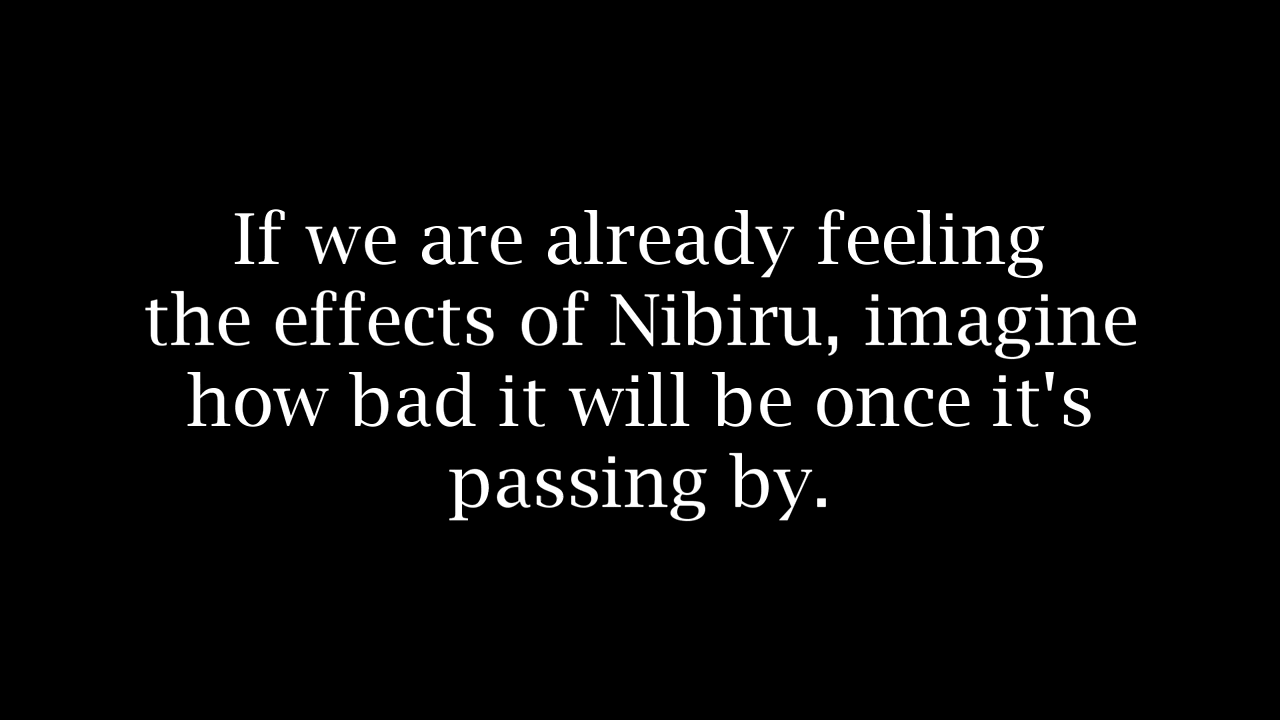 If we are already feeling
the effects of Nibiru, imagine
how bad it will be once it's
passing by.